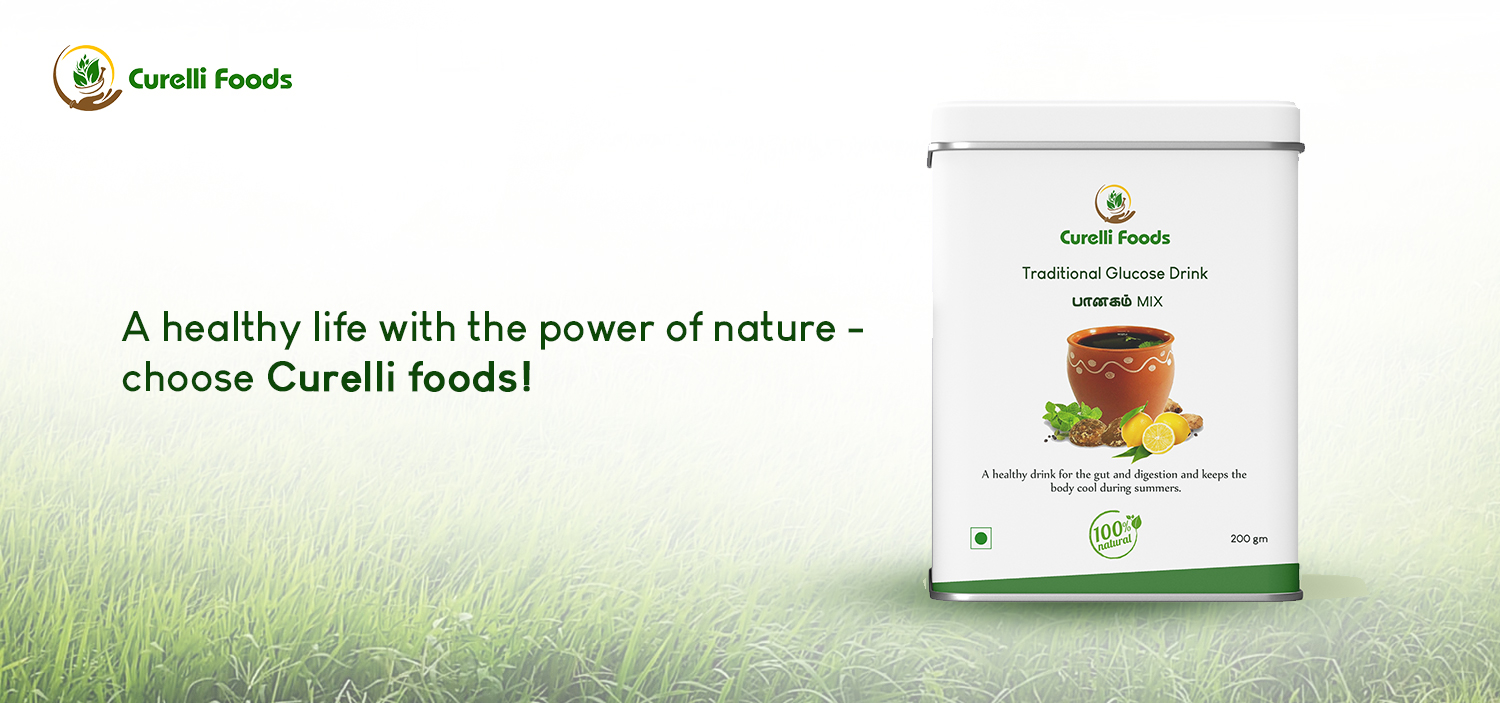 Curelli Foods
A healthy life with the power of nature -
choose Curelli foods!
Curelli Foods
Traditional Glucose Drink
பானகம் MIX
A healthy drink for the gut and digestion and keeps the
body cool during summers.
100%
natural
200 gm